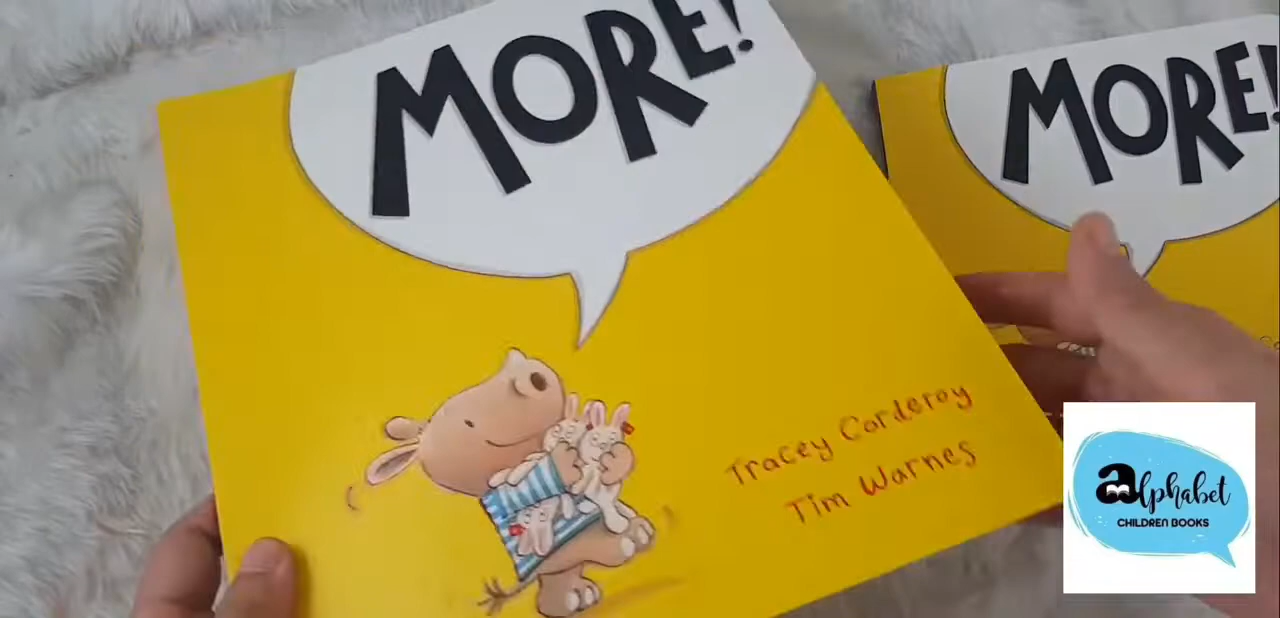 MORE!
Tracey Corderoy
Tim Warnes
MORE!
alphabet
CHILDREN BOOKS